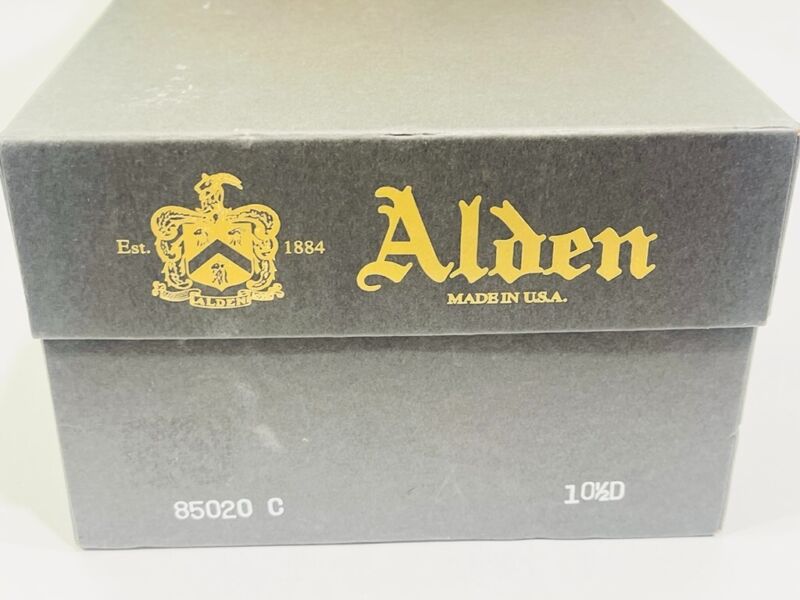 Est. 1884
ALDEN
Alden
MADE IN U.S.A.
85020 C
10½D